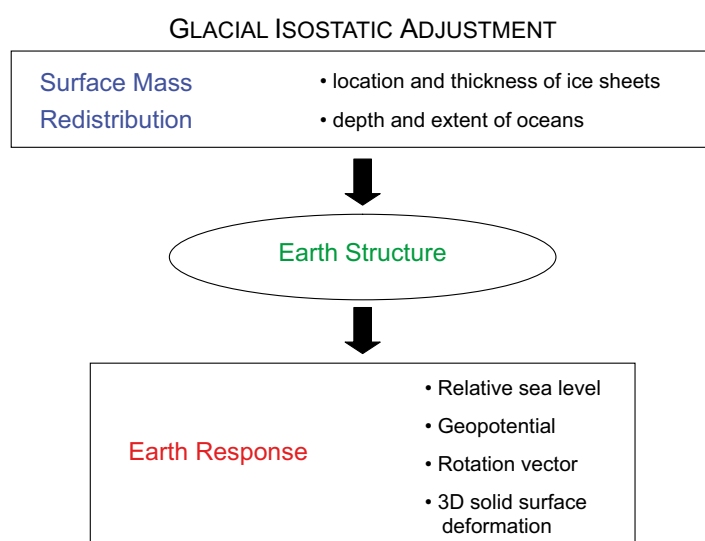 GLACIAL ISOSTATIC ADJUSTMENT
Surface Mass
Redistribution
• location and thickness of ice sheets
• depth and extent of oceans
Earth Structure
Earth Response
• Relative sea level
• Geopotential
• Rotation vector
• 3D solid surface
deformation